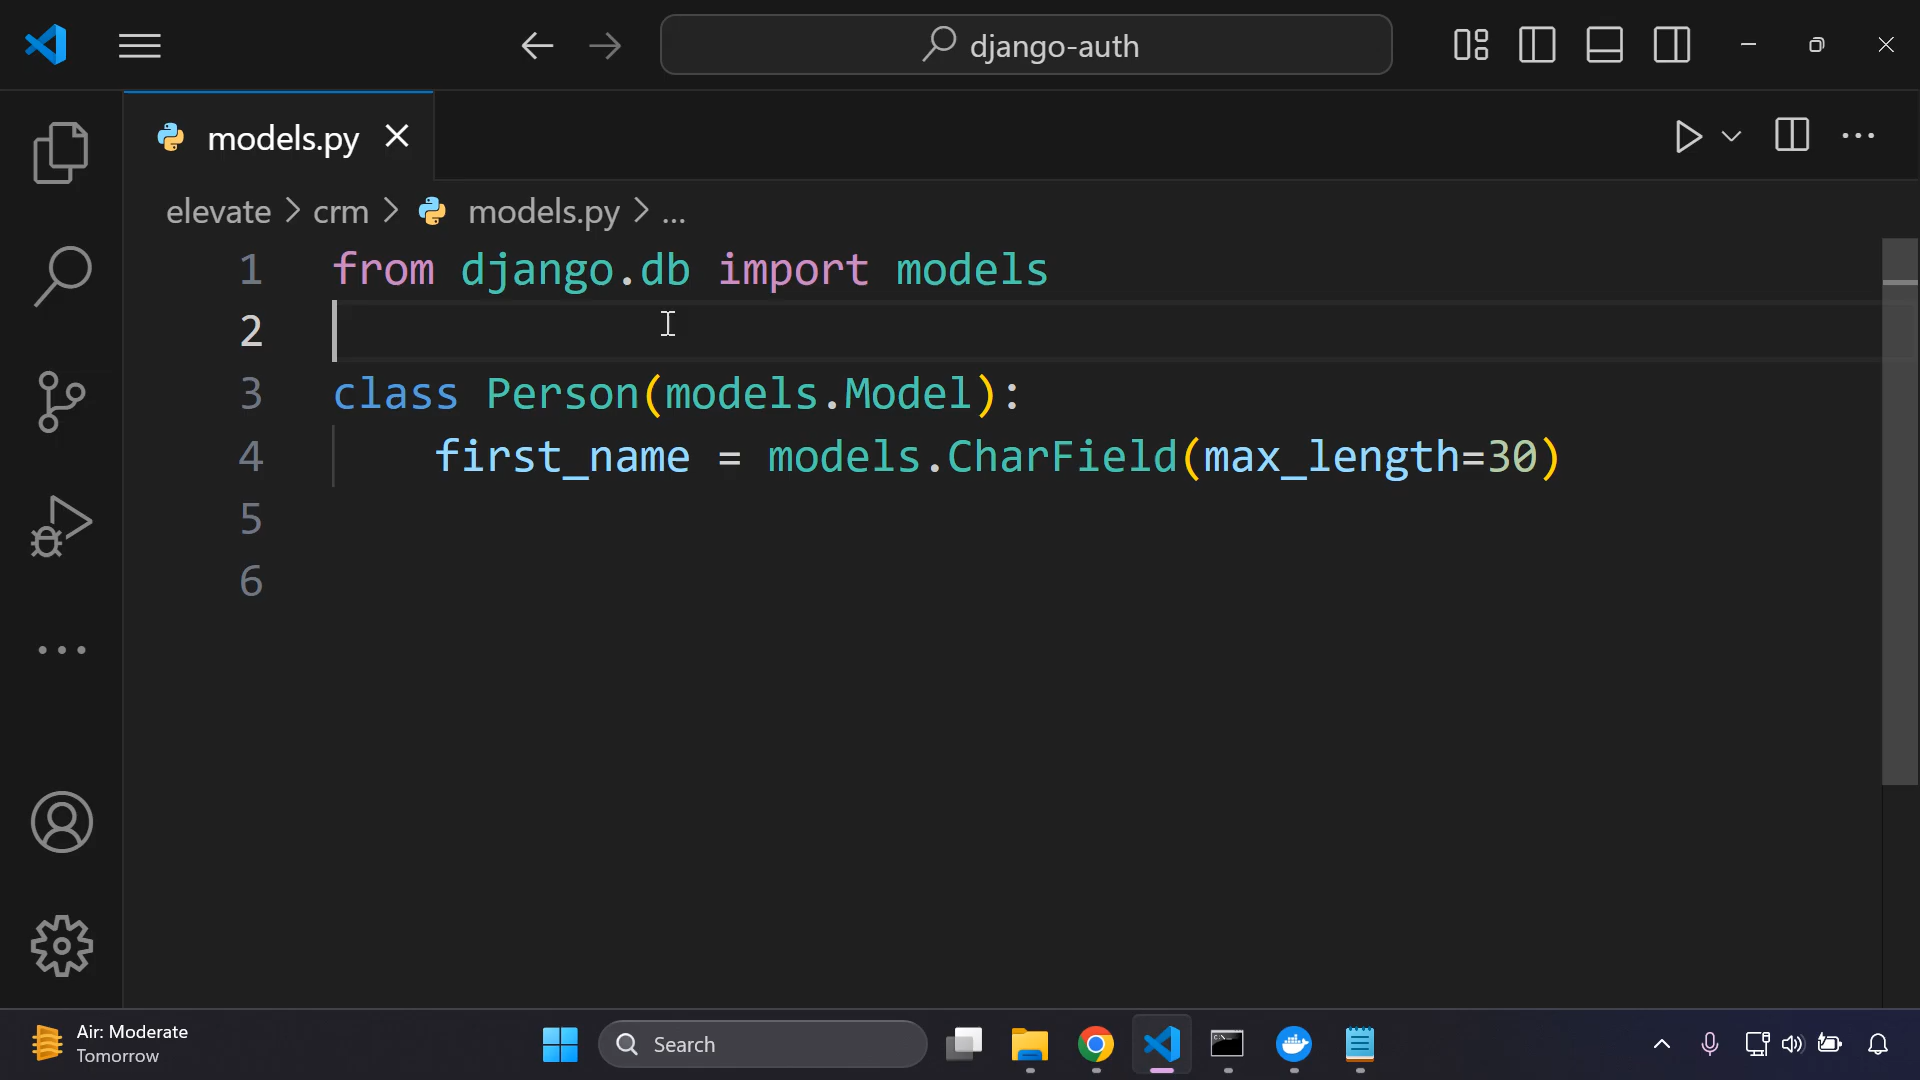 django-auth
models.py
elevate > crm > models.py > ...
1 from django.db import models
2
3 class Person(models.Model):
4     first_name = models.CharField(max_length=30)
5
6
Air: Moderate
Tomorrow
Search